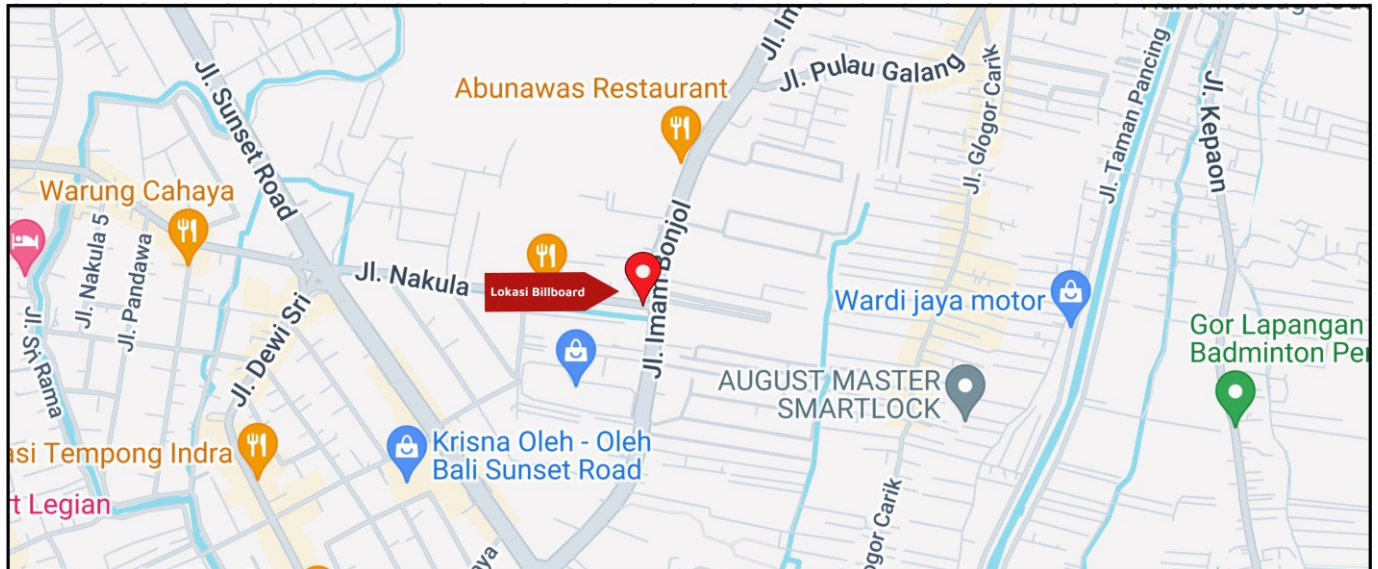 Jl. Im
Jl. Pulau Galang
Jl. Glogor Carik
Jl. Taman Pancing
Jl. Kepaon
Jl. Sunset Road
Abunawas Restaurant
Warung Cahaya
Jl. Nakula 5
Jl. Pandawa
Jl. Nakula
Lokasi Billboard
Jl. Imam Bonjol
Wardi jaya motor
Gor Lapangan
Badminton Per
Jl. Sri Rama
Jl. Dewi Sri
AUGUST MASTER
SMARTLOCK
Krisna Oleh - Oleh
Bali Sunset Road
asi Tempong Indra
t Legian
ogor Carik
aya